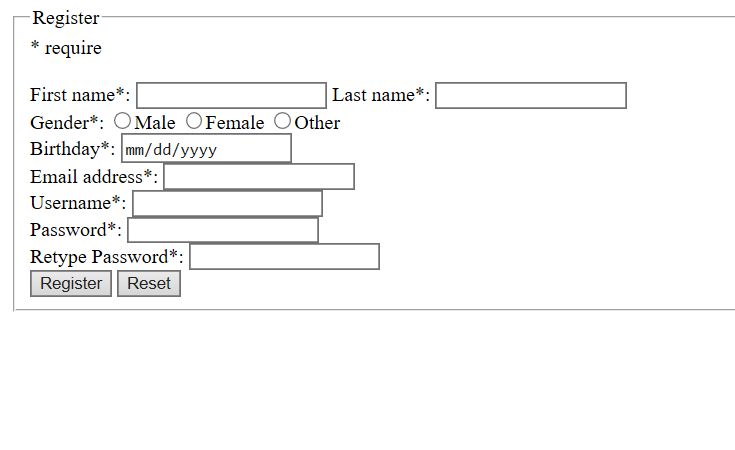 Register
* require
First name*: Last name*:
Gender*: Male Female Other
Birthday*: mm/dd/yyyy
Email address*:
Username*:
Password*:
Retype Password*:
Register Reset